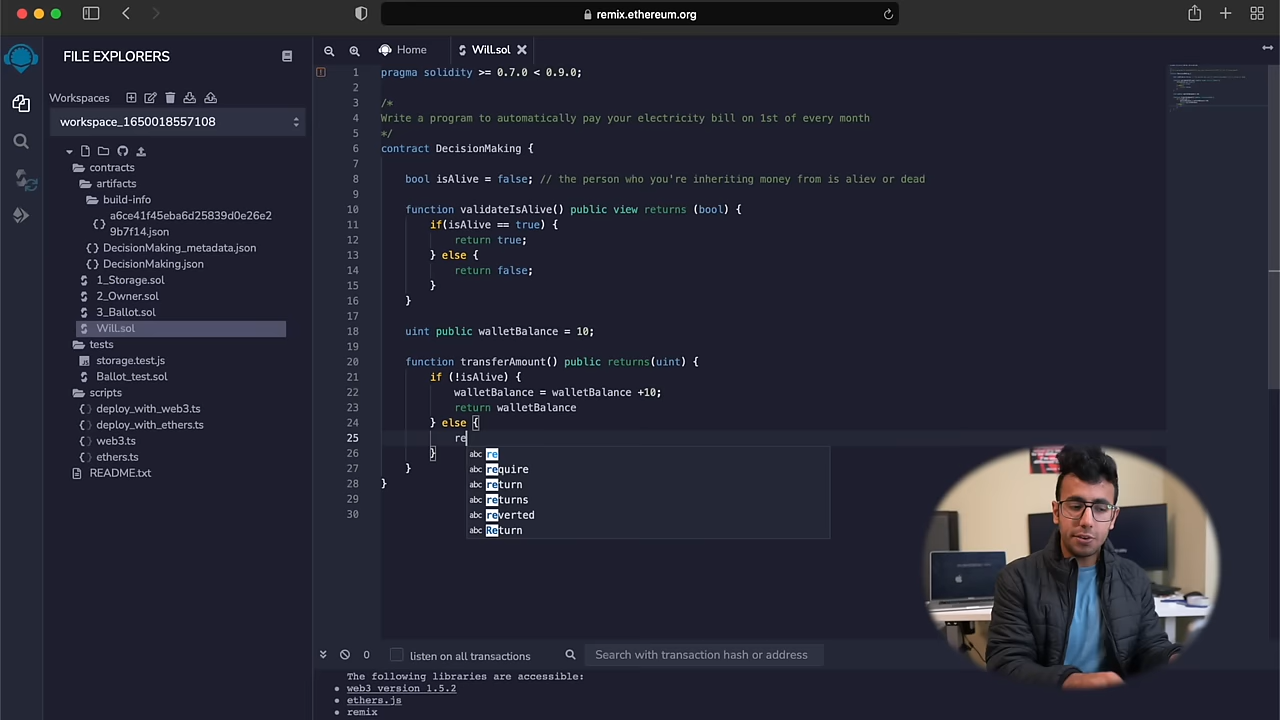 remix.ethereum.org
FILE EXPLORERS
Workspaces
workspace_1650018557108
contracts
artifacts
build-info
a6ce41f45eba6d25839d0e26e2
9b7f14.json
DecisionMaking_metadata.json
DecisionMaking.json
1_Storage.sol
2_Owner.sol
3_Ballot.sol
Will.sol
tests
storage.test.js
Ballot_test.sol
scripts
deploy_with_web3.ts
deploy_with_ethers.ts
web3.ts
ethers.ts
README.txt
Home
Will.sol
1 pragma solidity >= 0.7.0 < 0.9.0;
2
3 /*
4 Write a program to automatically pay your electricity bill on 1st of every month
5 */
6 contract DecisionMaking {
7
8 bool isAlive = false; // the person who you're inheriting money from is aliev or dead
9
10 function validateIsAlive() public view returns (bool) {
11 if(isAlive == true) {
12 return true;
13 } else {
14 return false;
15 }
16 }
17
18 uint public walletBalance = 10;
19
20 function transferAmount() public returns(uint) {
21 if (!isAlive) {
22 walletBalance = walletBalance +10;
23 return walletBalance
24 } else {
25 re
26 }
27 }
28 }
29
30
abc re
abc require
abc return
abc returns
abc reverted
abc Return
0
listen on all transactions
Search with transaction hash or address
The following libraries are accessible:
web3 version 1.5.2
ethers.js
remix